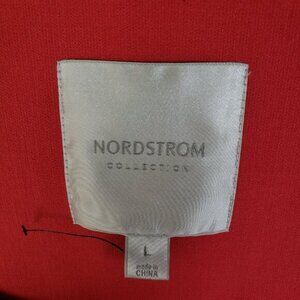 NORDSTROM
COLLECTION
L
made in
CHINA